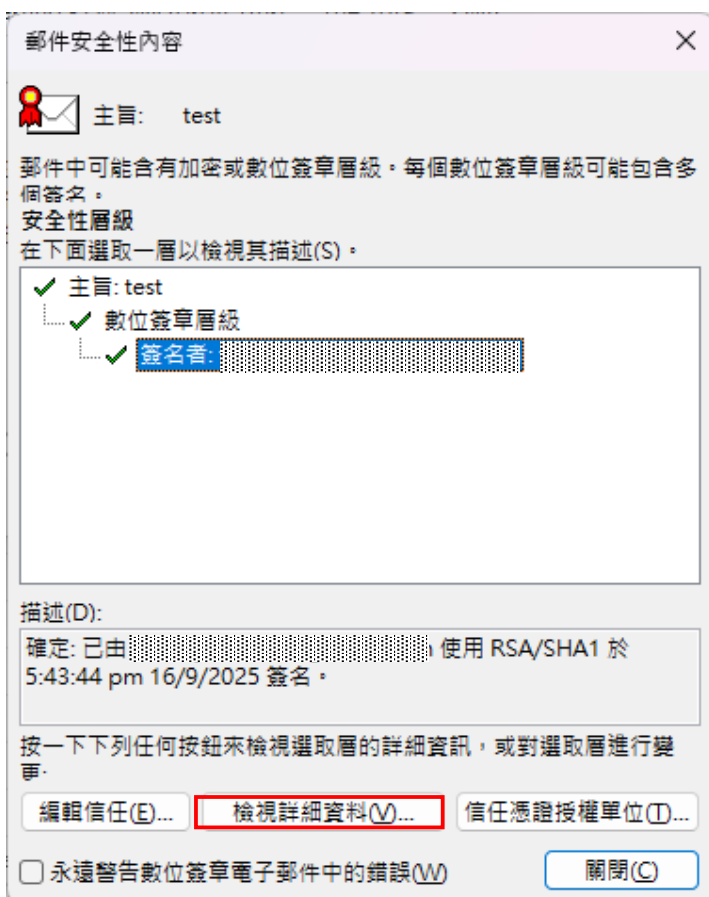 郵件安全性內容
主旨: test
郵件中可能含有加密或數位簽章層級。每個數位簽章層級可能包含多
個簽名。
安全性層級
在下面選取一層以檢視其描述(S)。
主旨: test
數位簽章層級
簽名者:
描述(D):
確定: 已由 使用 RSA/SHA1 於
5:43:44 pm 16/9/2025 簽名。
按一下下列任何按鈕來檢視選取層的詳細資訊，或對選取層進行變
更.
編輯信任(E)... 檢視詳細資料(V)... 信任憑證授權單位(T)...
永遠警告數位簽章電子郵件中的錯誤(W) 關閉(C)